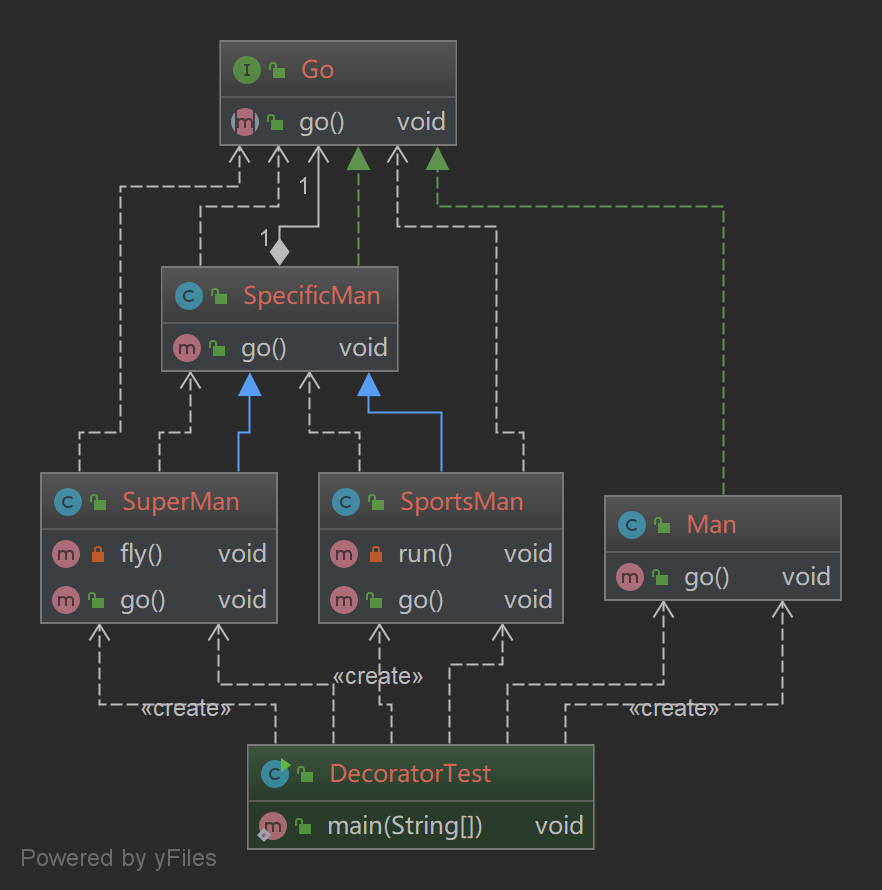 Go
go() void
1
1
SpecificMan
go() void
SuperMan
fly() void
go() void
SportsMan
run() void
go() void
Man
go() void
«create»
«create»
«create»
DecoratorTest
main(String[]) void
Powered by yFiles